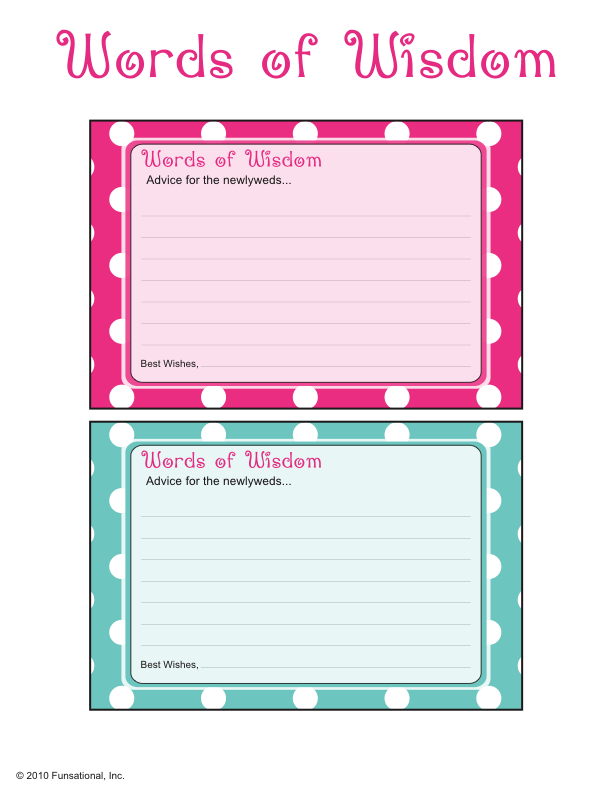 Words of Wisdom
Words of Wisdom
Advice for the newlyweds...
Best Wishes,
Words of Wisdom
Advice for the newlyweds...
Best Wishes,
© 2010 Funsational, Inc.